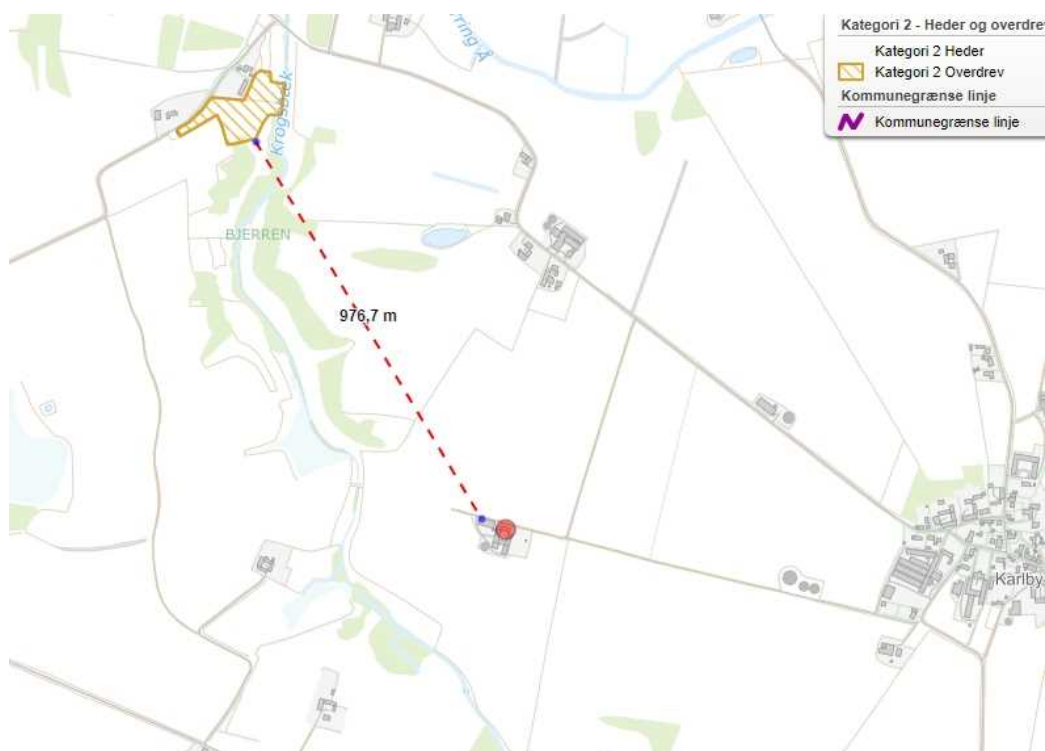 Kategori 2 - Heder og overdrev
Kategori 2 Heder
Kategori 2 Overdrev
Kommunegrænse linje
Kommunegrænse linje
rring Å
Krogsbæk
BJERREN
976,7 m
Karlby